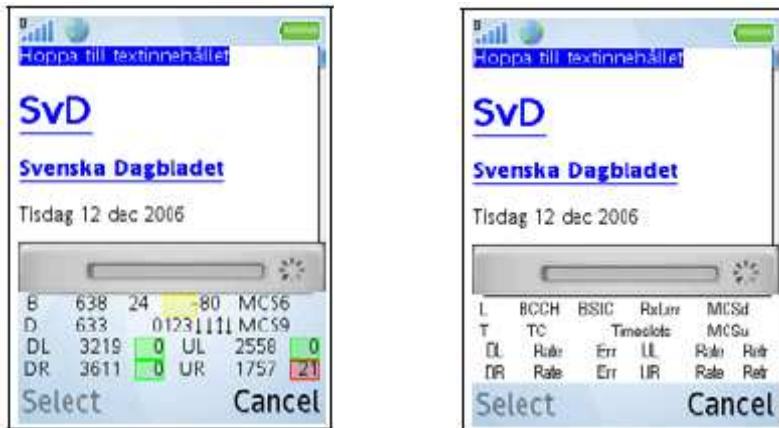 Hoppa till textinnehållet
SvD
Svenska Dagbladet
Tisdag 12 dec 2006
B 638 24 -80 MCS6
D 633 0123↓↓↑↓ MCS9
DL 3219 0 UL 2558 0
DR 3611 0 UR 1757 21
Select Cancel
Hoppa till textinnehållet
SvD
Svenska Dagbladet
Tisdag 12 dec 2006
L BCCH BSIC RxLev MCSd
T TC Timeslots MCSu
DL Rate Err UL Rate Retr
DR Rate Err UR Rate Retr
Select Cancel